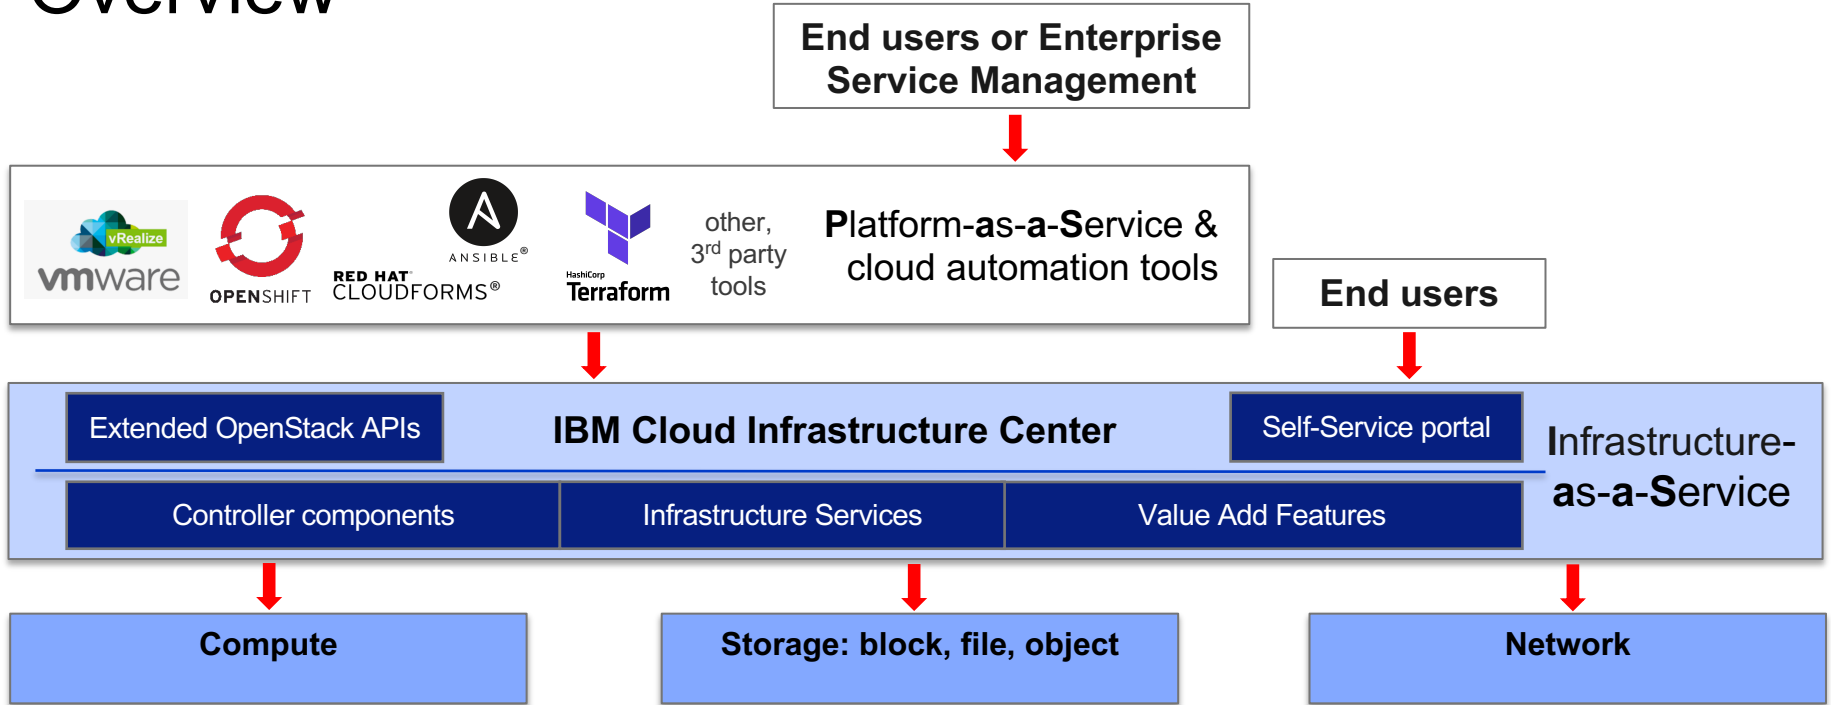 Overview
End users or Enterprise
Service Management
vRealize
vmware
OPENSHIFT
RED HAT
CLOUDFORMS®
A
ANSIBLE®
HashiCorp
Terraform
other,
3rd party
tools
Platform-as-a-Service &
cloud automation tools
End users
Extended OpenStack APIs
IBM Cloud Infrastructure Center
Self-Service portal
Infrastructure-
as-a-Service
Controller components
Infrastructure Services
Value Add Features
Compute
Storage: block, file, object
Network